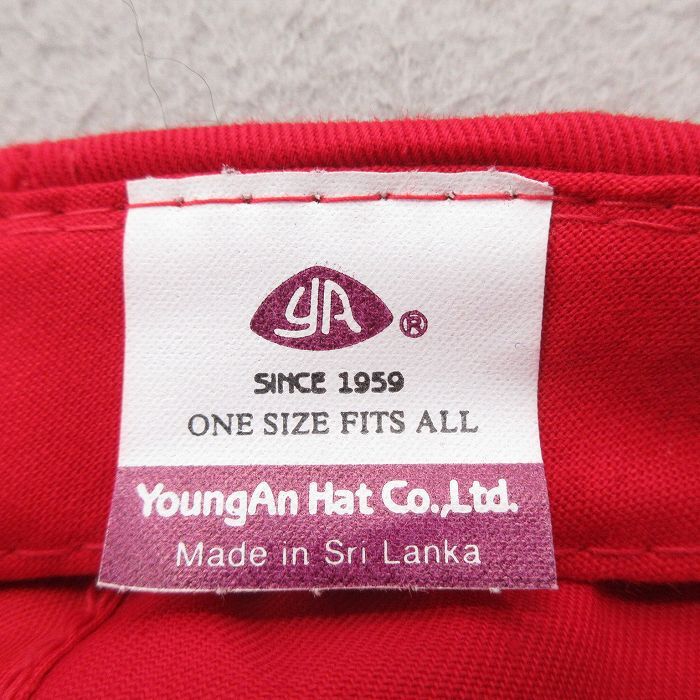 YA ®
SINCE 1959
ONE SIZE FITS ALL
YoungAn Hat Co.,Ltd.
Made in Sri Lanka